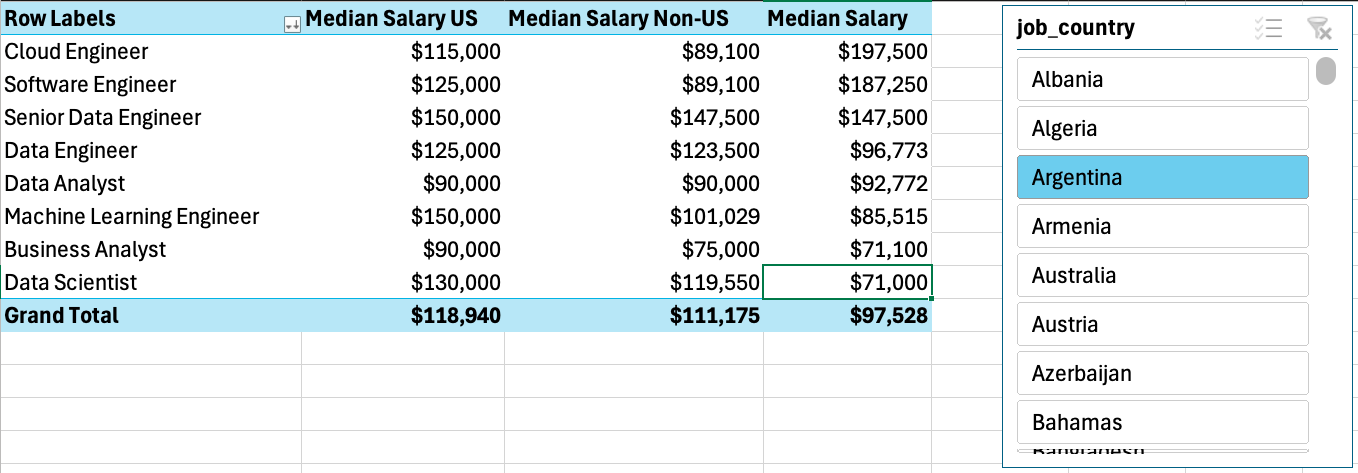 Row Labels Median Salary US Median Salary Non-US Median Salary
Cloud Engineer $115,000 $89,100 $197,500
Software Engineer $125,000 $89,100 $187,250
Senior Data Engineer $150,000 $147,500 $147,500
Data Engineer $125,000 $123,500 $96,773
Data Analyst $90,000 $90,000 $92,772
Machine Learning Engineer $150,000 $101,029 $85,515
Business Analyst $90,000 $75,000 $71,100
Data Scientist $130,000 $119,550 $71,000
Grand Total $118,940 $111,175 $97,528
job_country
Albania
Algeria
Argentina
Armenia
Australia
Austria
Azerbaijan
Bahamas
Bangladesh